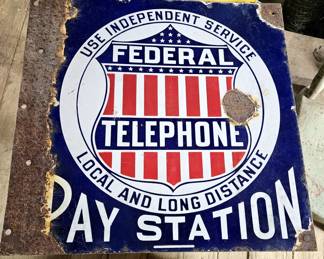 USE INDEPENDENT SERVICE
FEDERAL
TELEPHONE
LOCAL AND LONG DISTANCE
PAY STATION